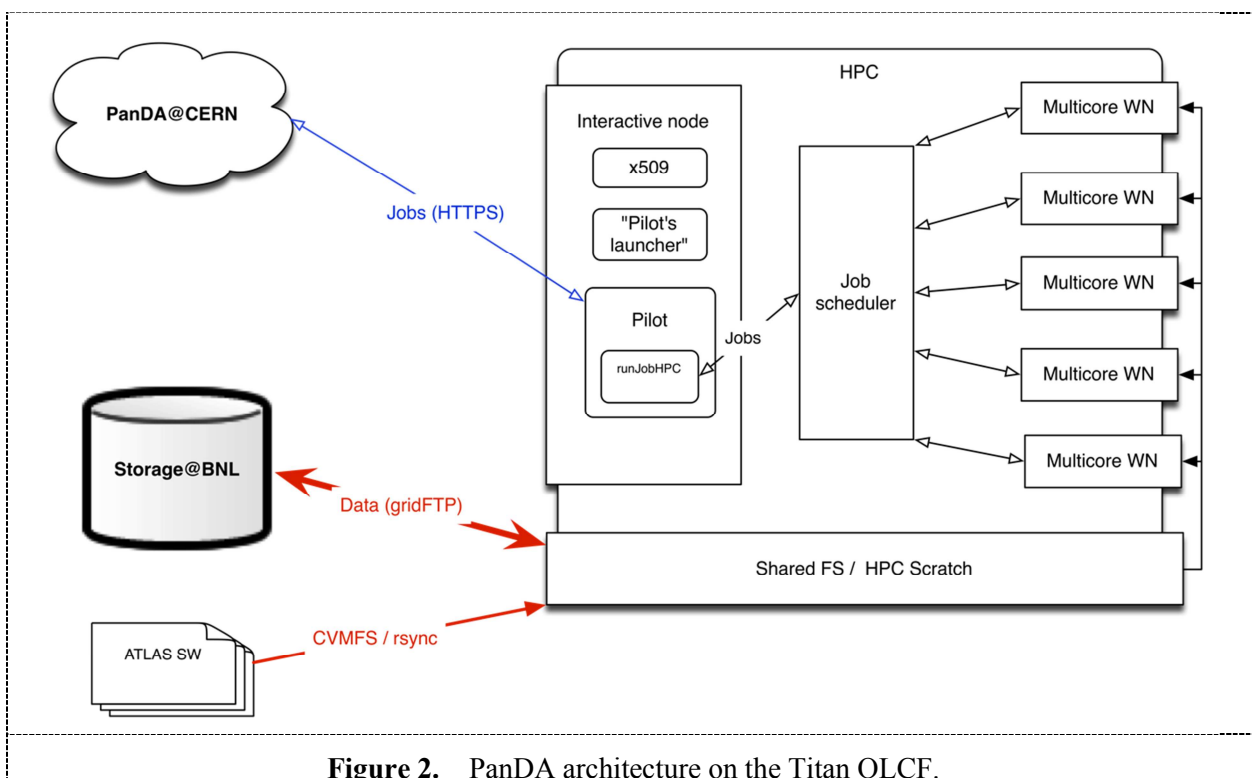 PanDA@CERN
Jobs (HTTPS)
Storage@BNL
Data (gridFTP)
ATLAS SW
CVMFS / rsync
HPC
Interactive node
x509
"Pilot's
launcher"
Pilot
runJobHPC
Jobs
Job
scheduler
Multicore WN
Multicore WN
Multicore WN
Multicore WN
Multicore WN
Shared FS / HPC Scratch
Figure 2. PanDA architecture on the Titan OLCF.